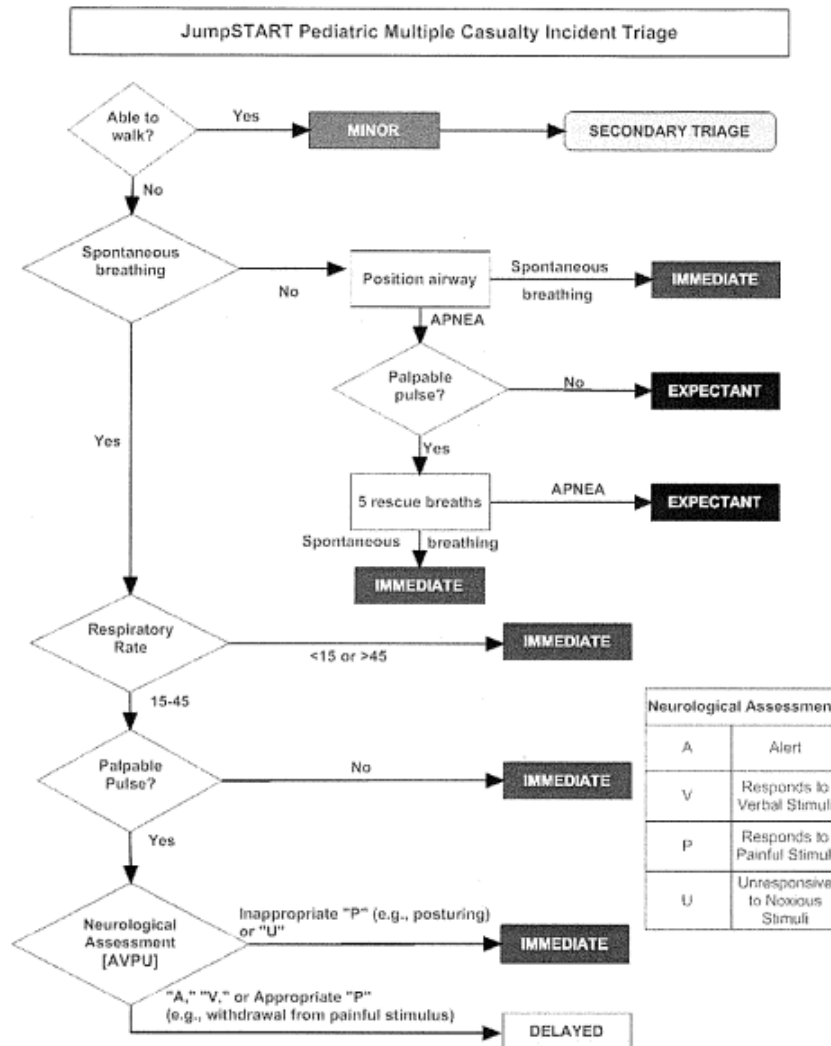 JumpSTART Pediatric Multiple Casualty Incident Triage
Able to
walk?
Yes
MINOR
SECONDARY TRIAGE
No
Spontaneous
breathing
No
Position airway
Spontaneous
breathing
IMMEDIATE
APNEA
Palpable
pulse?
No
EXPECTANT
Yes
Yes
5 rescue breaths
APNEA
EXPECTANT
Spontaneous
breathing
IMMEDIATE
Respiratory
Rate
<15 or >45
IMMEDIATE
15-45
Palpable
Pulse?
No
IMMEDIATE
Yes
Neurological
Assessment
[AVPU]
Inappropriate "P" (e.g., posturing)
or "U"
IMMEDIATE
"A," "V," or Appropriate "P"
(e.g., withdrawal from painful stimulus)
DELAYED
Neurological Assessmen
A
Alert
V
Responds to
Verbal Stimuli
P
Responds to
Painful Stimuli
U
Unresponsive
to Noxious
Stimuli